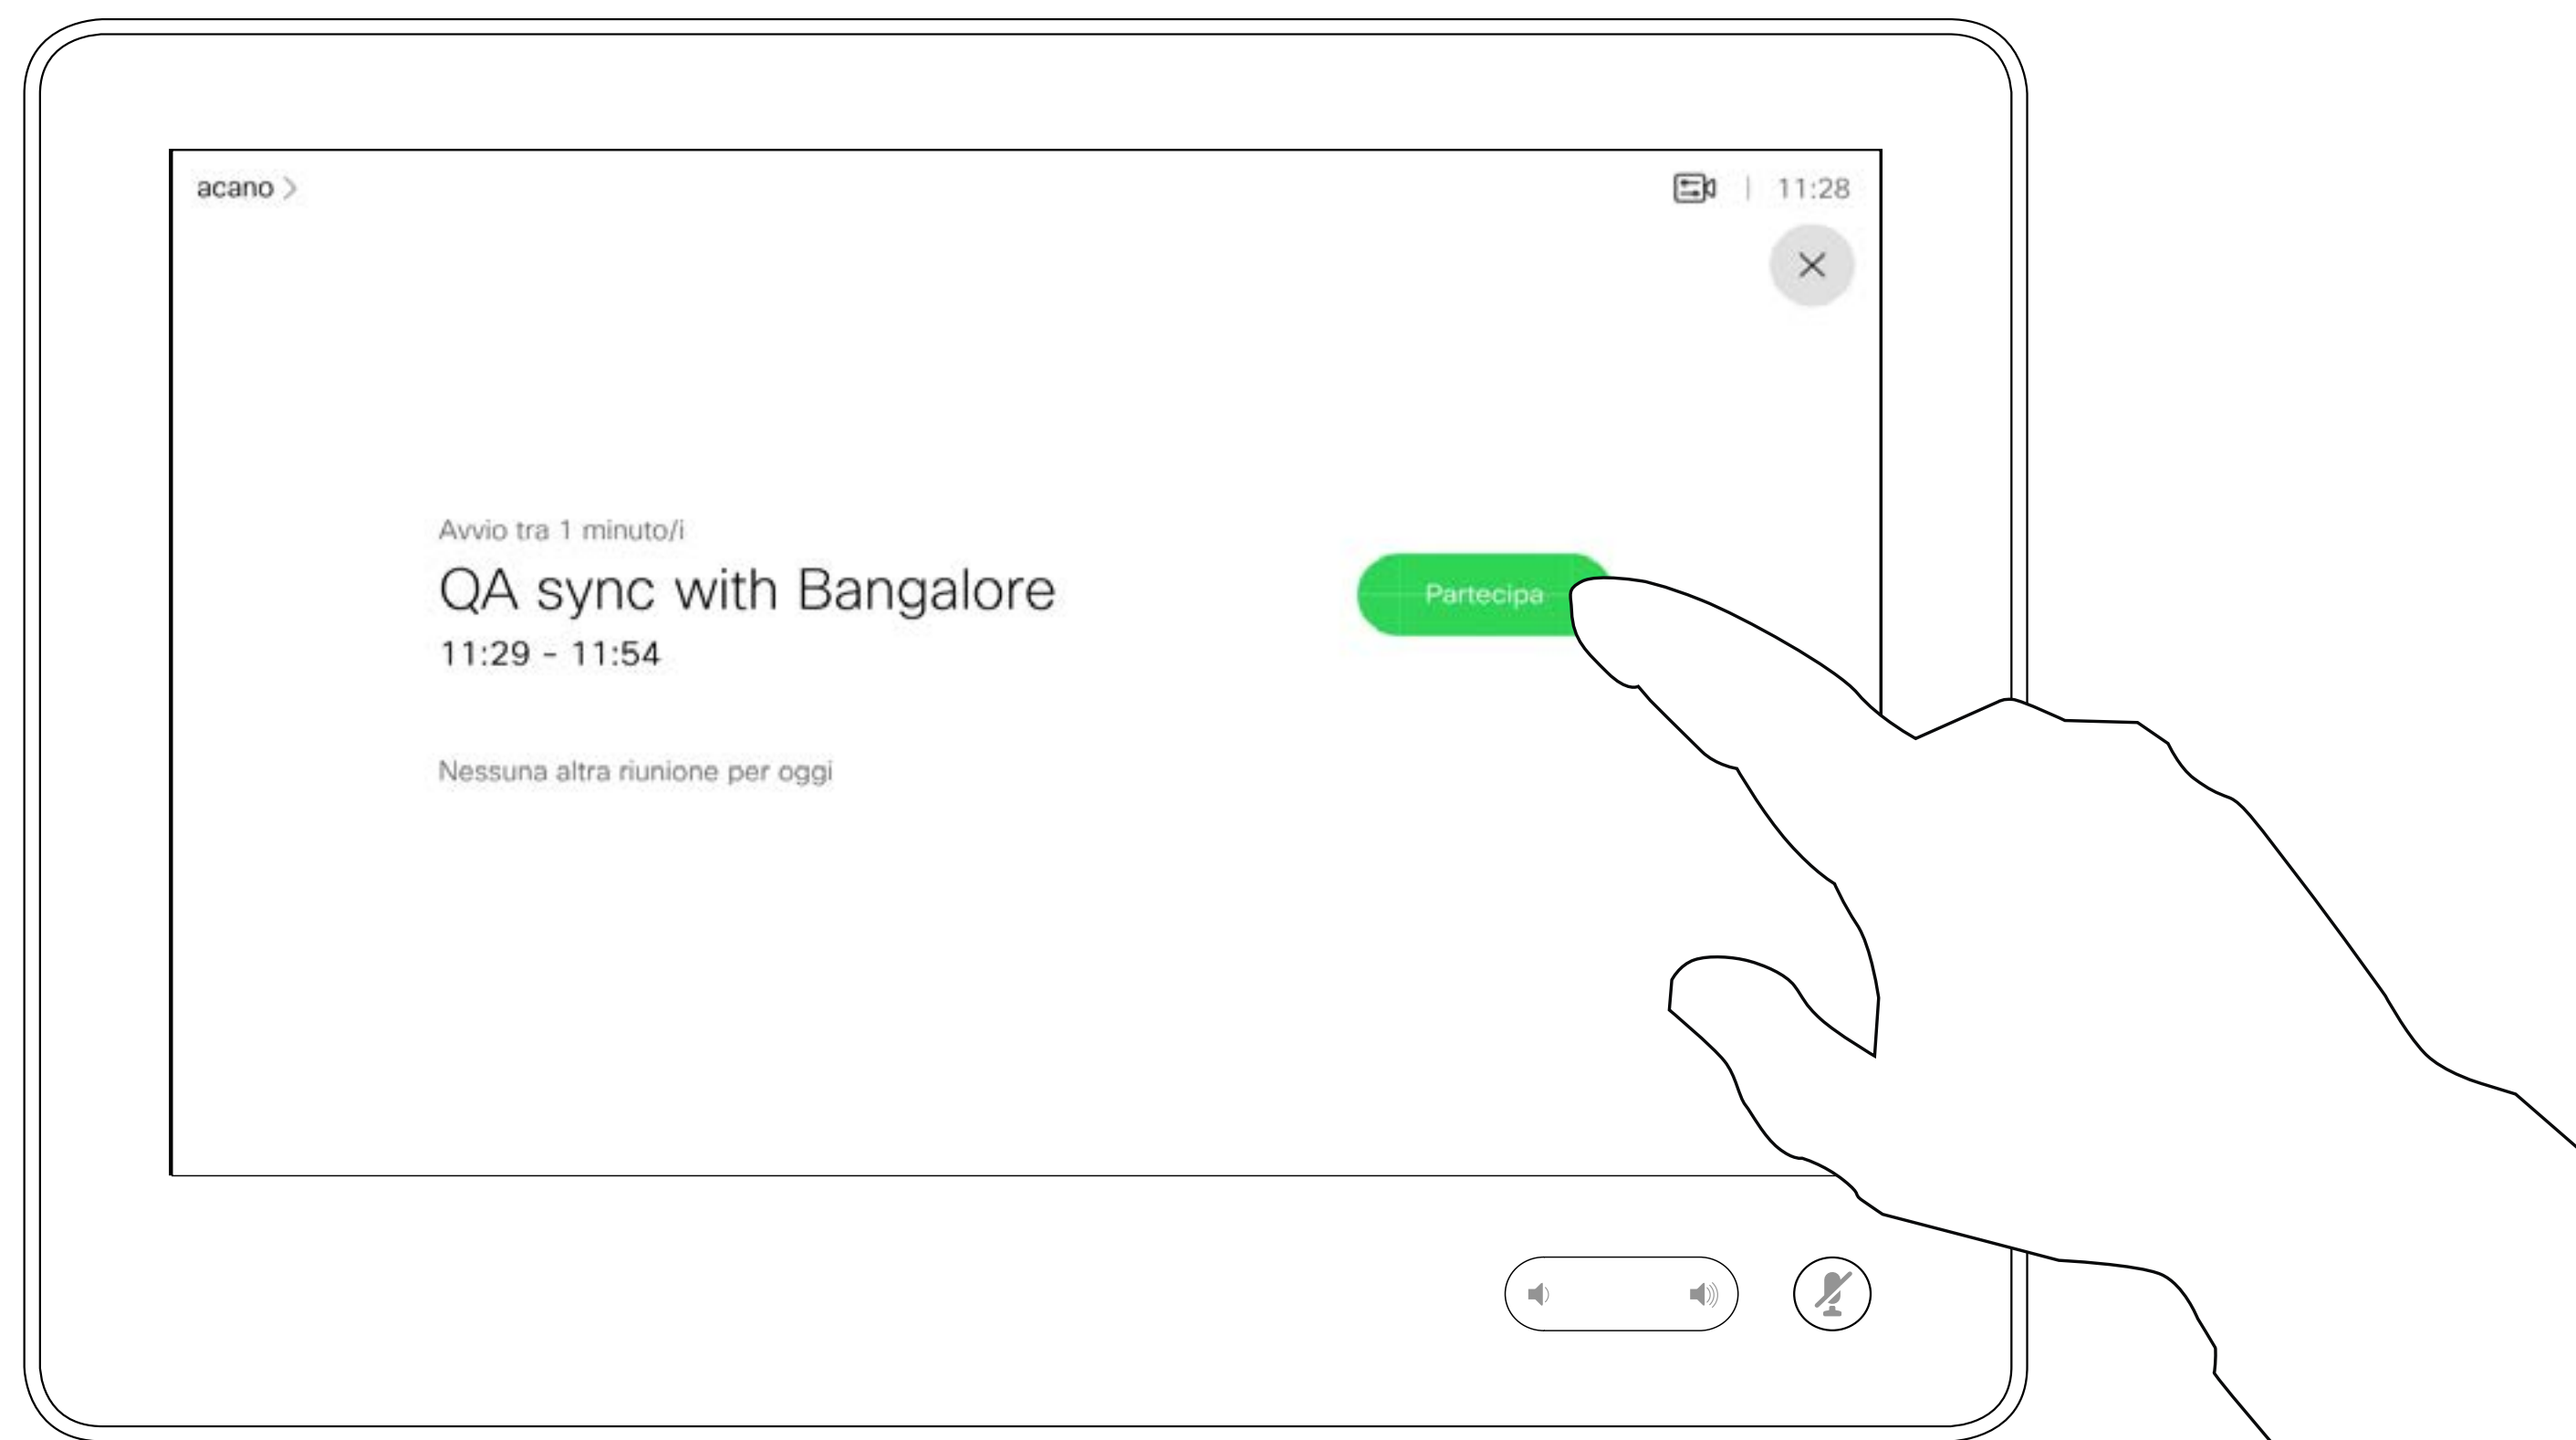 acano
11:28
Avvio tra 1 minuto/i
QA sync with Bangalore
11:29 - 11:54
Partecipa
Nessuna altra riunione per oggi